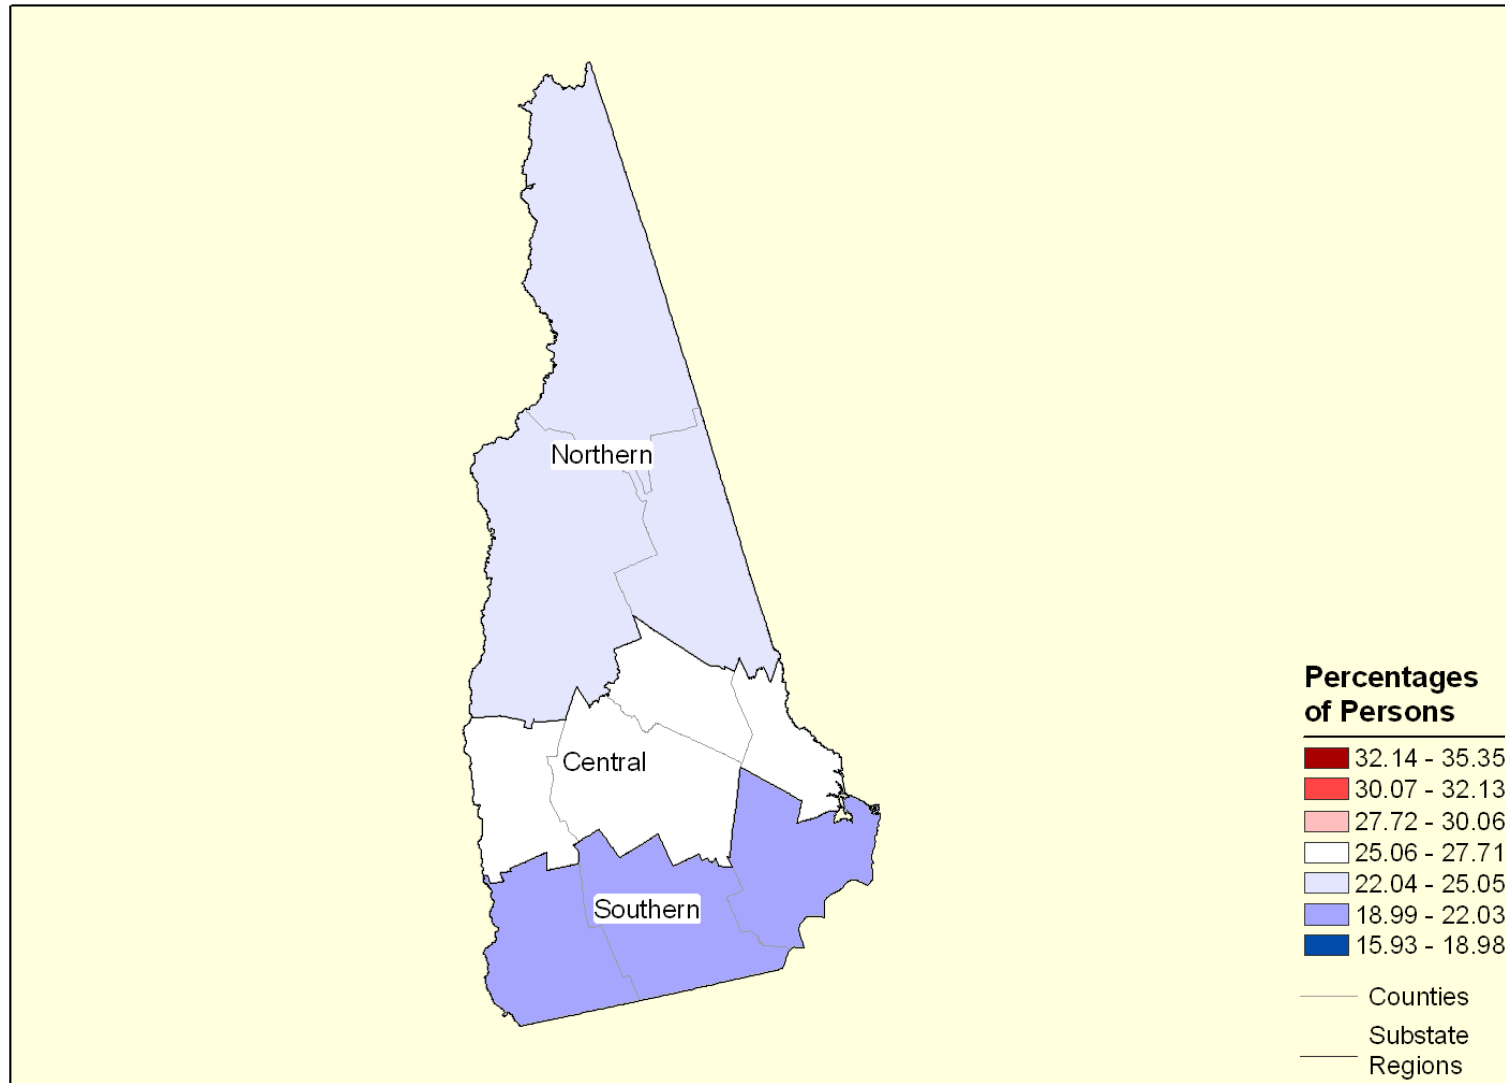 Northern
Central
Southern
Percentages
of Persons
32.14 - 35.35
30.07 - 32.13
27.72 - 30.06
25.06 - 27.71
22.04 - 25.05
18.99 - 22.03
15.93 - 18.98
Counties
Substate
Regions